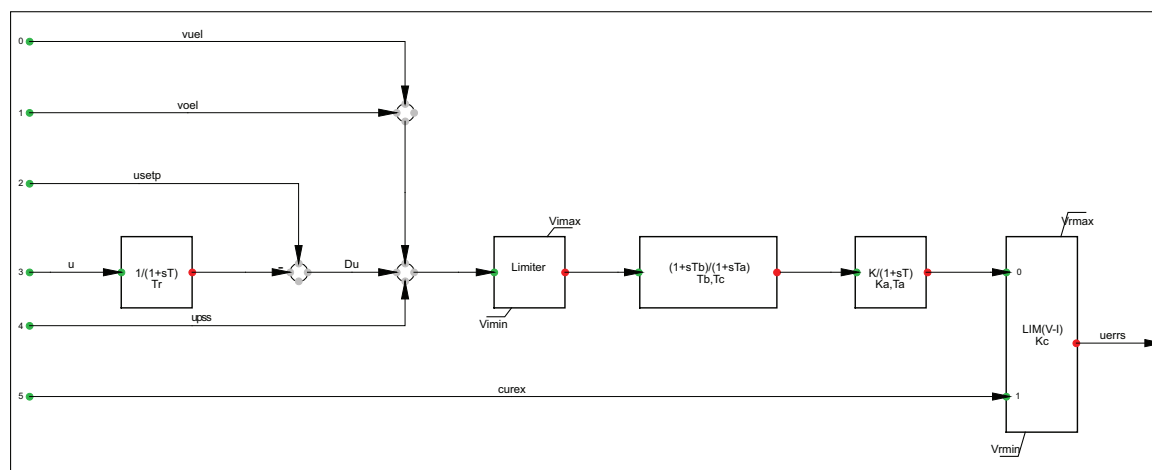 0
vuel
1
voel
2
usetp
Vimax
Vrmax
3
u
1/(1+sT)
Tr
-
Du
Limiter
(1+sTb)/(1+sTa)
Tb,Tc
K/(1+sT)
Ka,Ta
0
4
upss
Vimin
LIM(V-I)
Kc
uerrs
5
curex
1
Vrmin